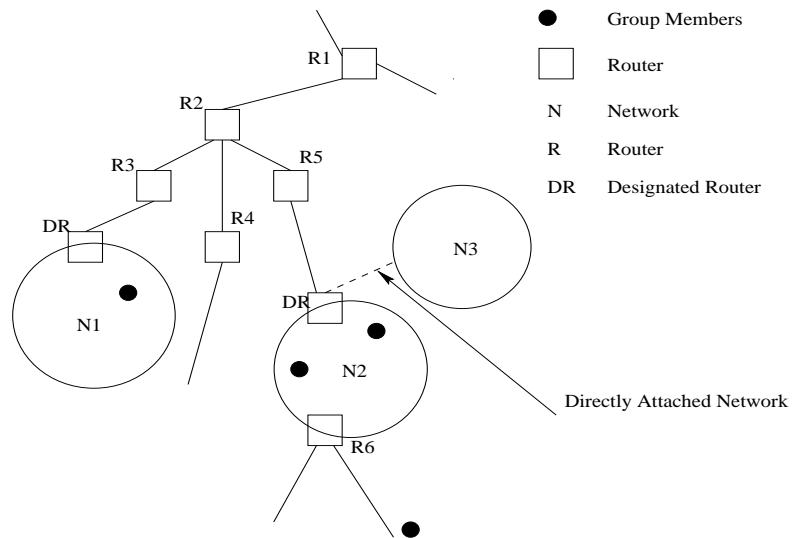 Group Members
R1
Router
R2
N Network
R3
R5
R Router
DR Designated Router
DR
R4
N3
DR
N1
N2
Directly Attached Network
R6